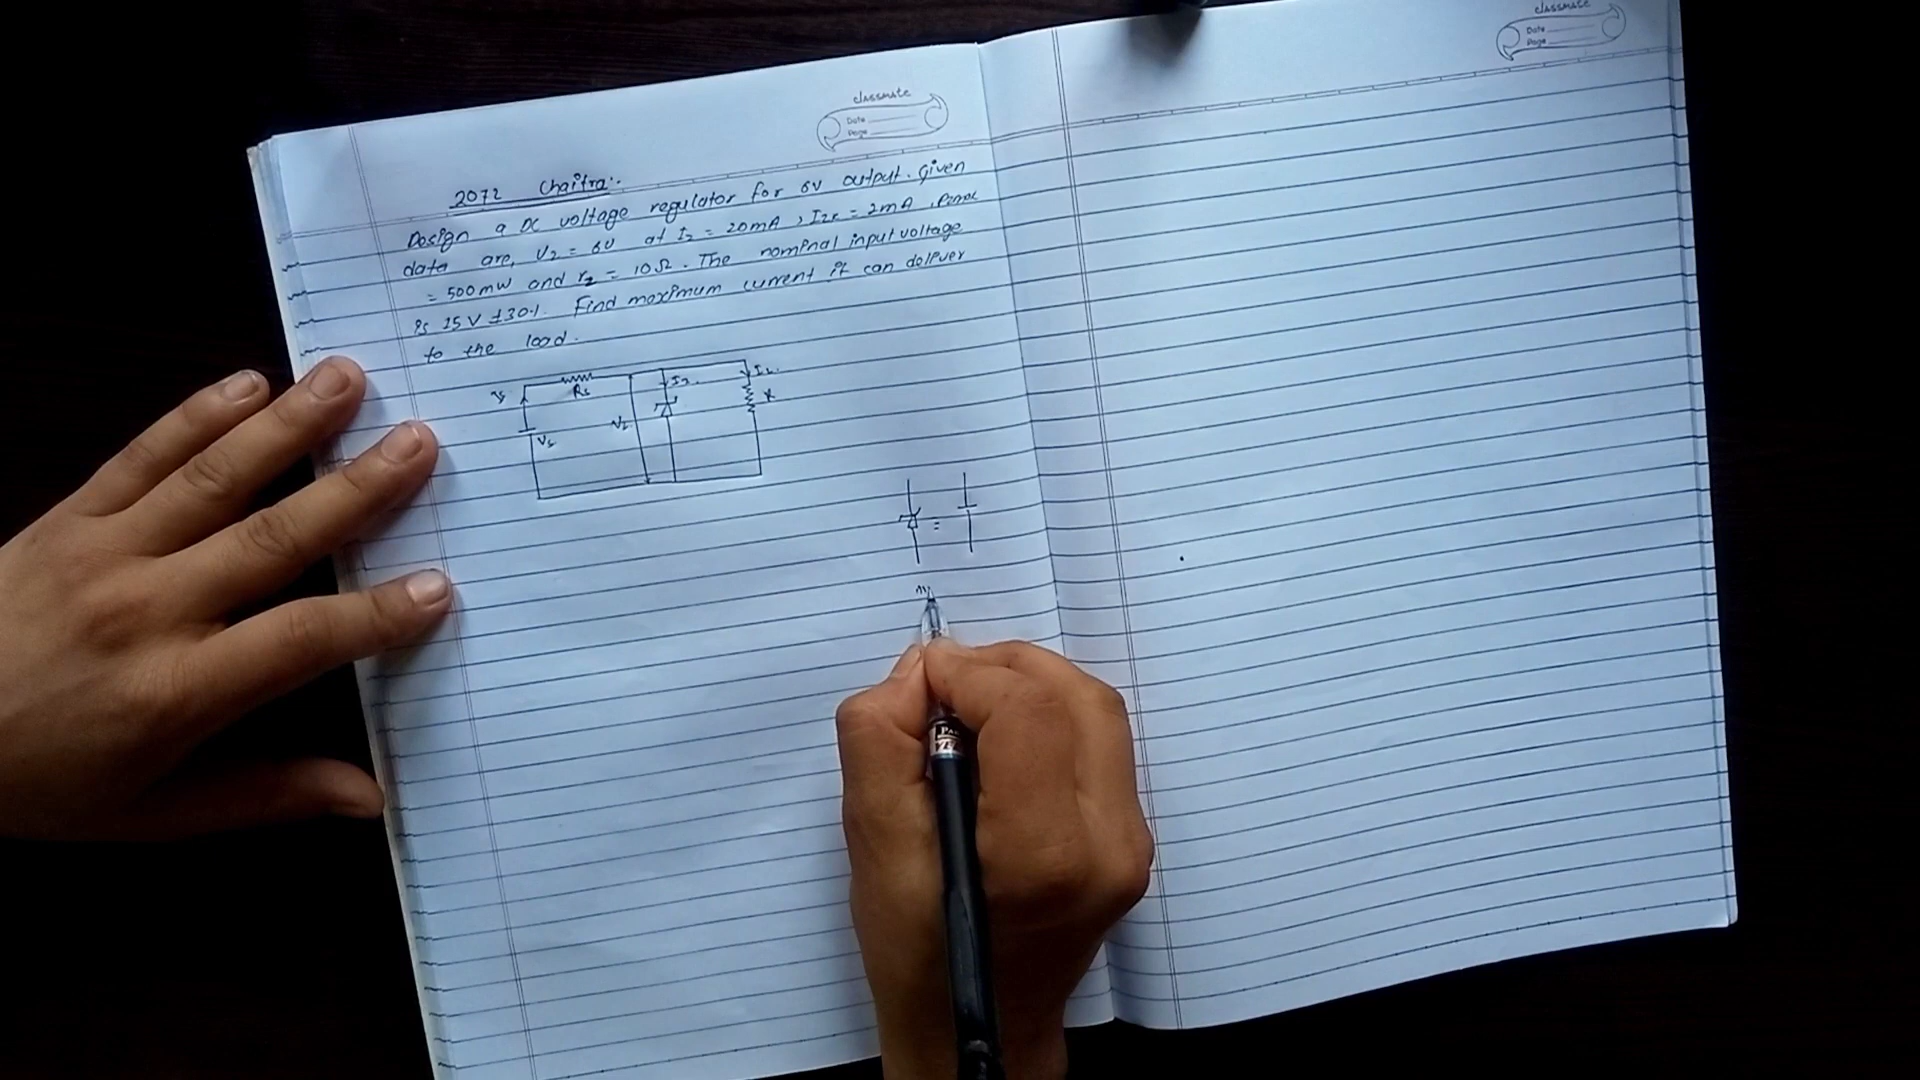 classmate
Date
Page
classmate
Date
Page
2072 Chaitra:.
Design a DC voltage regulator for 6V output. Given
data are, Vz = 6V at Iz = 20mA, Izk = 2mA, Pzmax
= 500mW and rz = 10Ω. The nominal input voltage
is 15V ±30%. Find maximum current it can deliver
to the load.
Rs
Iz
IL
Vs
Vz
=